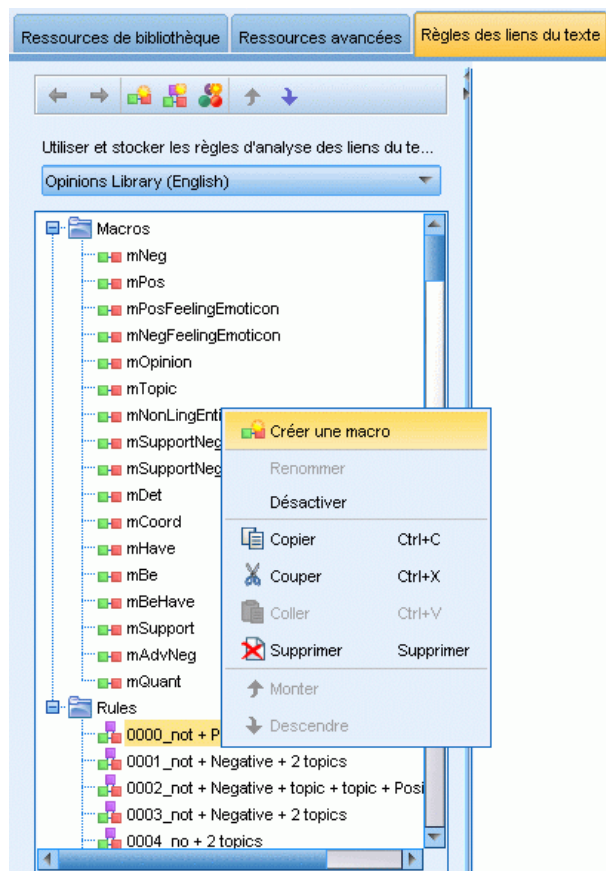 Ressources de bibliothèque Ressources avancées Règles des liens du texte
Utiliser et stocker les règles d'analyse des liens du te...
Opinions Library (English)
Macros
mNeg
mPos
mPosFeelingEmoticon
mNegFeelingEmoticon
mOpinion
mTopic
mNonLingEnti
mSupportNeg
mSupportNeg
mDet
mCoord
mHave
mBe
mBeHave
mSupport
mAdvNeg
mQuant
Rules
0000_not + P
0001_not + Negative + 2 topics
0002_not + Negative + topic + topic + Posi
0003_not + Negative + 2 topics
0004_no + 2 topics
Créer une macro
Renommer
Désactiver
Copier Ctrl+C
Couper Ctrl+X
Coller Ctrl+V
Supprimer Supprimer
Monter
Descendre